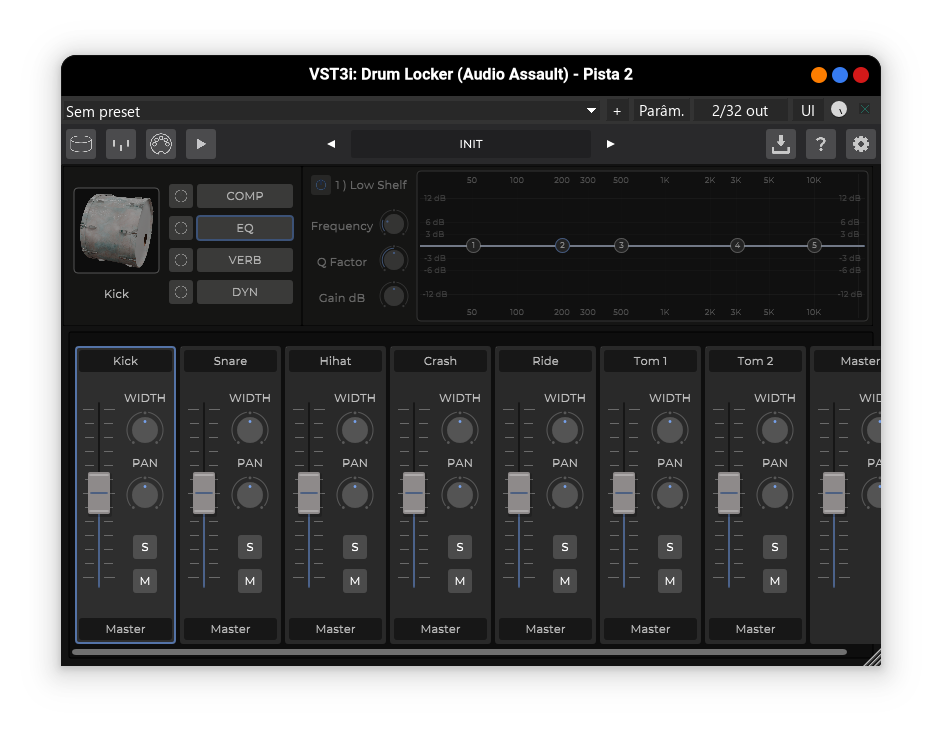 VST3i: Drum Locker (Audio Assault) - Pista 2
Sem preset + Parâm. 2/32 out UI
INIT ?
COMP
EQ
VERB
DYN
Kick
1 ) Low Shelf
Frequency
Q Factor
Gain dB
50 100 200 300 500 1K 2K 3K 5K 10K
12 dB 12 dB
6 dB 6 dB
3 dB 3 dB
1 2 3 4 5
-3 dB -3 dB
-6 dB -6 dB
-12 dB -12 dB
50 100 200 300 500 1K 2K 3K 5K 10K
Kick Snare Hihat Crash Ride Tom 1 Tom 2 Master
WIDTH WIDTH WIDTH WIDTH WIDTH WIDTH WIDTH WID
PAN PAN PAN PAN PAN PAN PAN PA
S S S S S S S
M M M M M M M
Master Master Master Master Master Master Master